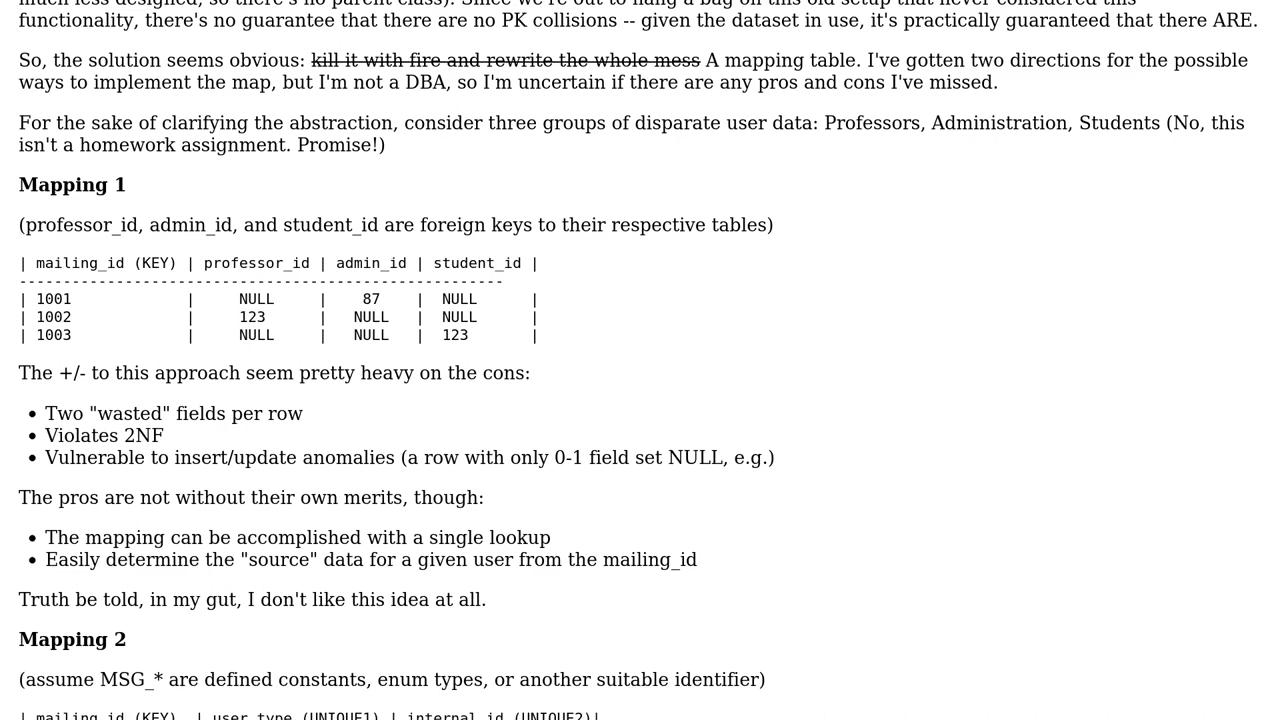 functionality, there's no guarantee that there are no PK collisions -- given the dataset in use, it's practically guaranteed that there ARE.
So, the solution seems obvious: kill it with fire and rewrite the whole mess A mapping table. I've gotten two directions for the possible
ways to implement the map, but I'm not a DBA, so I'm uncertain if there are any pros and cons I've missed.
For the sake of clarifying the abstraction, consider three groups of disparate user data: Professors, Administration, Students (No, this
isn't a homework assignment. Promise!)
Mapping 1
(professor_id, admin_id, and student_id are foreign keys to their respective tables)
| mailing_id (KEY) | professor_id | admin_id | student_id |
-------------------------------------------------------
| 1001             |     NULL     |    87    |  NULL      |
| 1002             |     123      |   NULL   |  NULL      |
| 1003             |     NULL     |   NULL   |  123       |
The +/- to this approach seem pretty heavy on the cons:
• Two "wasted" fields per row
• Violates 2NF
• Vulnerable to insert/update anomalies (a row with only 0-1 field set NULL, e.g.)
The pros are not without their own merits, though:
• The mapping can be accomplished with a single lookup
• Easily determine the "source" data for a given user from the mailing_id
Truth be told, in my gut, I don't like this idea at all.
Mapping 2
(assume MSG_* are defined constants, enum types, or another suitable identifier)
| mailing_id (KEY)  | user_type (UNIQUE1) | internal_id (UNIQUE2)|